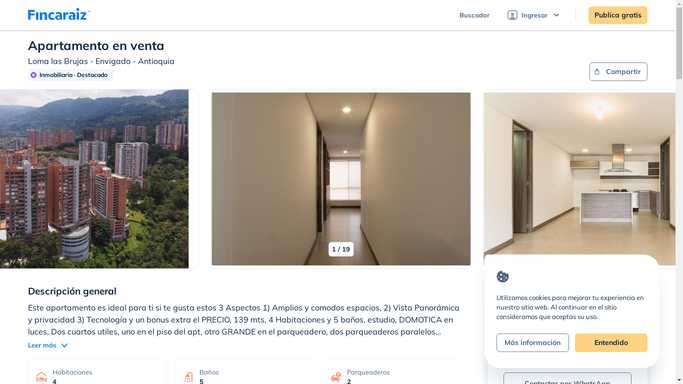 Fincaraiz
Buscador
Ingresar
Publica gratis
Apartamento en venta
Loma las Brujas - Envigado - Antioquia
Inmobiliaria - Destacado
Compartir
1 / 19
Descripción general
Este apartamento es ideal para ti si te gusta estos 3 Aspectos 1) Amplios y comodos espacios, 2) Vista Panorámica
y privacidad 3) Tecnología y un bonus extra el PRECIO, 139 mts, 4 Habitaciones y 5 baños, estudio, DOMOTICA en
luces, Dos cuartos utiles, uno en el piso del apt, otro GRANDE en el parqueadero, dos parqueaderos paralelos...
Leer más
Habitaciones
4
Baños
5
Parqueaderos
2
Utilizamos cookies para mejorar tu experiencia en
nuestro sitio web. Al continuar en el sitio
consideramos que aceptas su uso.
Más información
Entendido
Contactar por WhatsApp